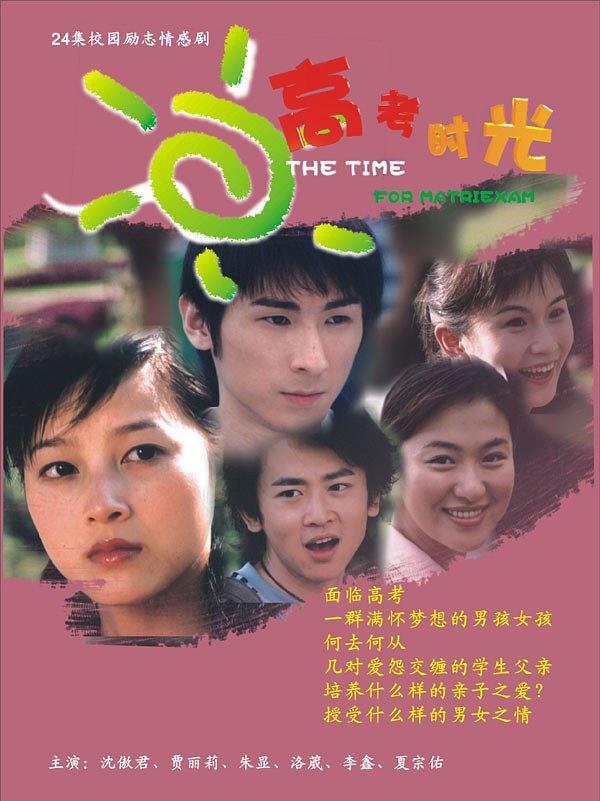 24集校园励志情感剧
高考时光
THE TIME
FOR MATRIEXAM
面临高考
一群满怀梦想的男孩女孩
何去何从
几对爱怨交缠的学生父亲
培养什么样的亲子之爱？
授受什么样的男女之情
主演：沈傲君、贾丽莉、朱显、洛葳、李鑫、夏宗佑